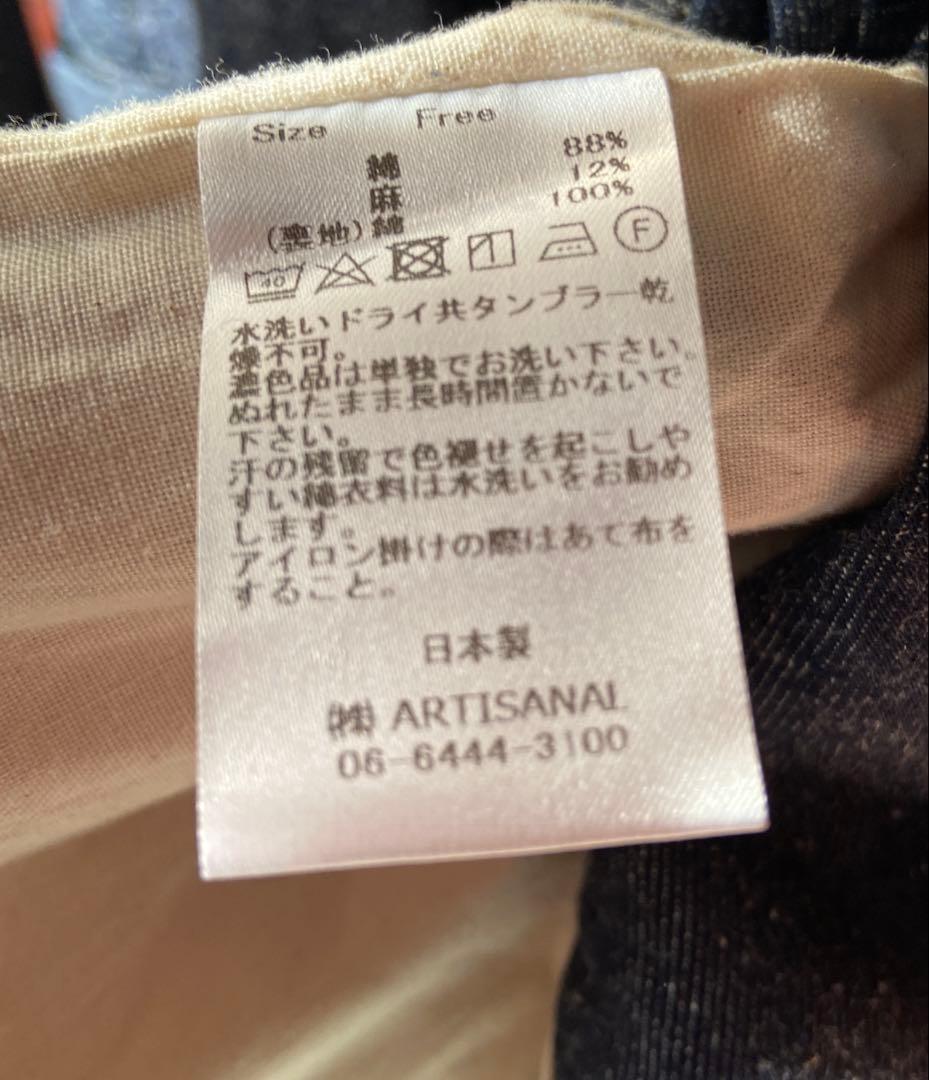 Size Free
綿 88%
麻 12%
(裏地) 綿 100%
40 F
水洗いドライ共タンブラー乾
燥不可。
濃色品は単独でお洗い下さい。
ぬれたまま長時間置かないで
下さい。
汗の残留で色褪せを起こしや
すい綿衣料は水洗いをお勧め
します。
アイロン掛けの際はあて布を
すること。
日本製
㈱ ARTISANAL
06-6444-3100